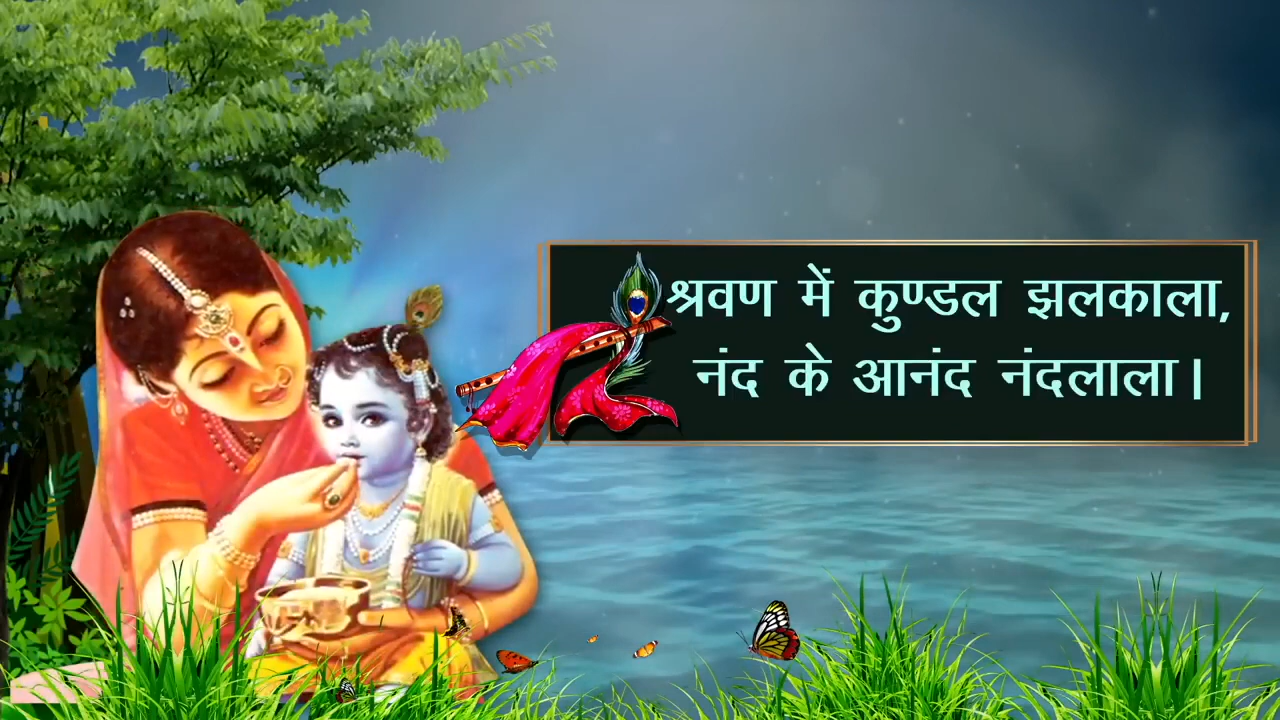 श्रवण में कुण्डल झलकाला,
नंद के आनंद नंदलाला।